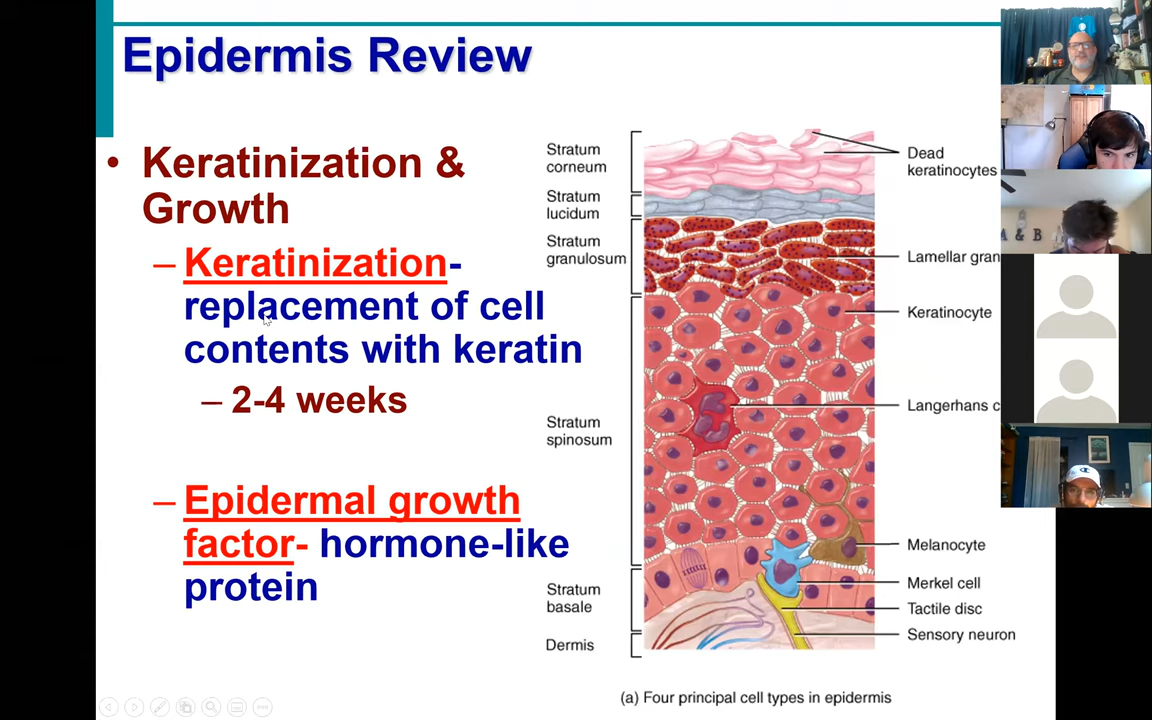 Epidermis Review
• Keratinization &
Growth
– Keratinization-
replacement of cell
contents with keratin
– 2-4 weeks
– Epidermal growth
factor- hormone-like
protein
Stratum
corneum
Stratum
lucidum
Stratum
granulosum
Stratum
spinosum
Stratum
basale
Dermis
Dead
keratinocytes
Lamellar gran
Keratinocyte
Langerhans c
Melanocyte
Merkel cell
Tactile disc
Sensory neuron
(a) Four principal cell types in epidermis
A & B